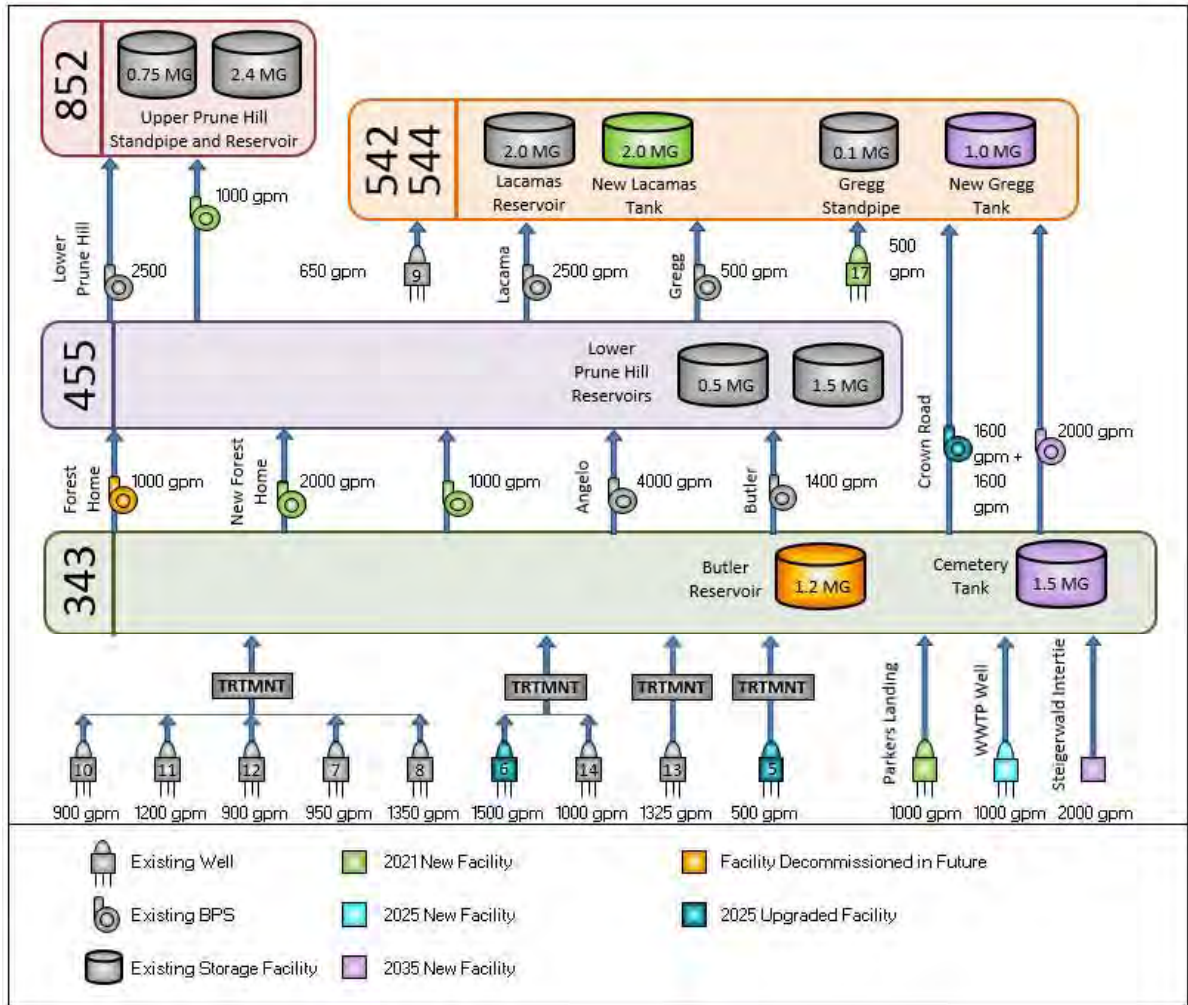 852
0.75 MG
2.4 MG
Upper Prune Hill
Standpipe and Reservoir
1000 gpm
Lower
Prune Hill
2500
542
544
2.0 MG
Lacamas
Reservoir
2.0 MG
New Lacamas
Tank
0.1 MG
Gregg
Standpipe
1.0 MG
New Gregg
Tank
650 gpm
9
Lacama
2500 gpm
Gregg
500 gpm
17
500
gpm
455
Lower
Prune Hill
Reservoirs
0.5 MG
1.5 MG
Forest
Home
1000 gpm
New Forest
Home
2000 gpm
1000 gpm
Angelo
4000 gpm
Butler
1400 gpm
Crown Road
1600
gpm +
1600
gpm
2000 gpm
343
Butler
Reservoir
1.2 MG
Cemetery
Tank
1.5 MG
TRTMNT
TRTMNT
TRTMNT
TRTMNT
Parkers Landing
WWTP Well
Steigerwald Intertie
10
11
12
7
8
6
14
13
5
900 gpm
1200 gpm
900 gpm
950 gpm
1350 gpm
1500 gpm
1000 gpm
1325 gpm
500 gpm
1000 gpm
1000 gpm
2000 gpm
Existing Well
2021 New Facility
Facility Decommissioned in Future
Existing BPS
2025 New Facility
2025 Upgraded Facility
Existing Storage Facility
2035 New Facility